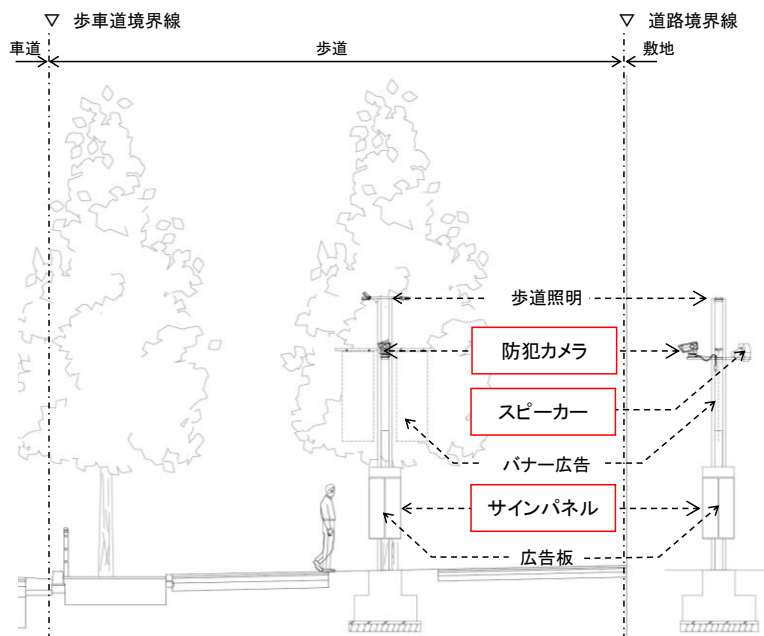 ▽ 歩車道境界線
▽ 道路境界線
車道
歩道
敷地
歩道照明
防犯カメラ
スピーカー
バナー広告
サインパネル
広告板